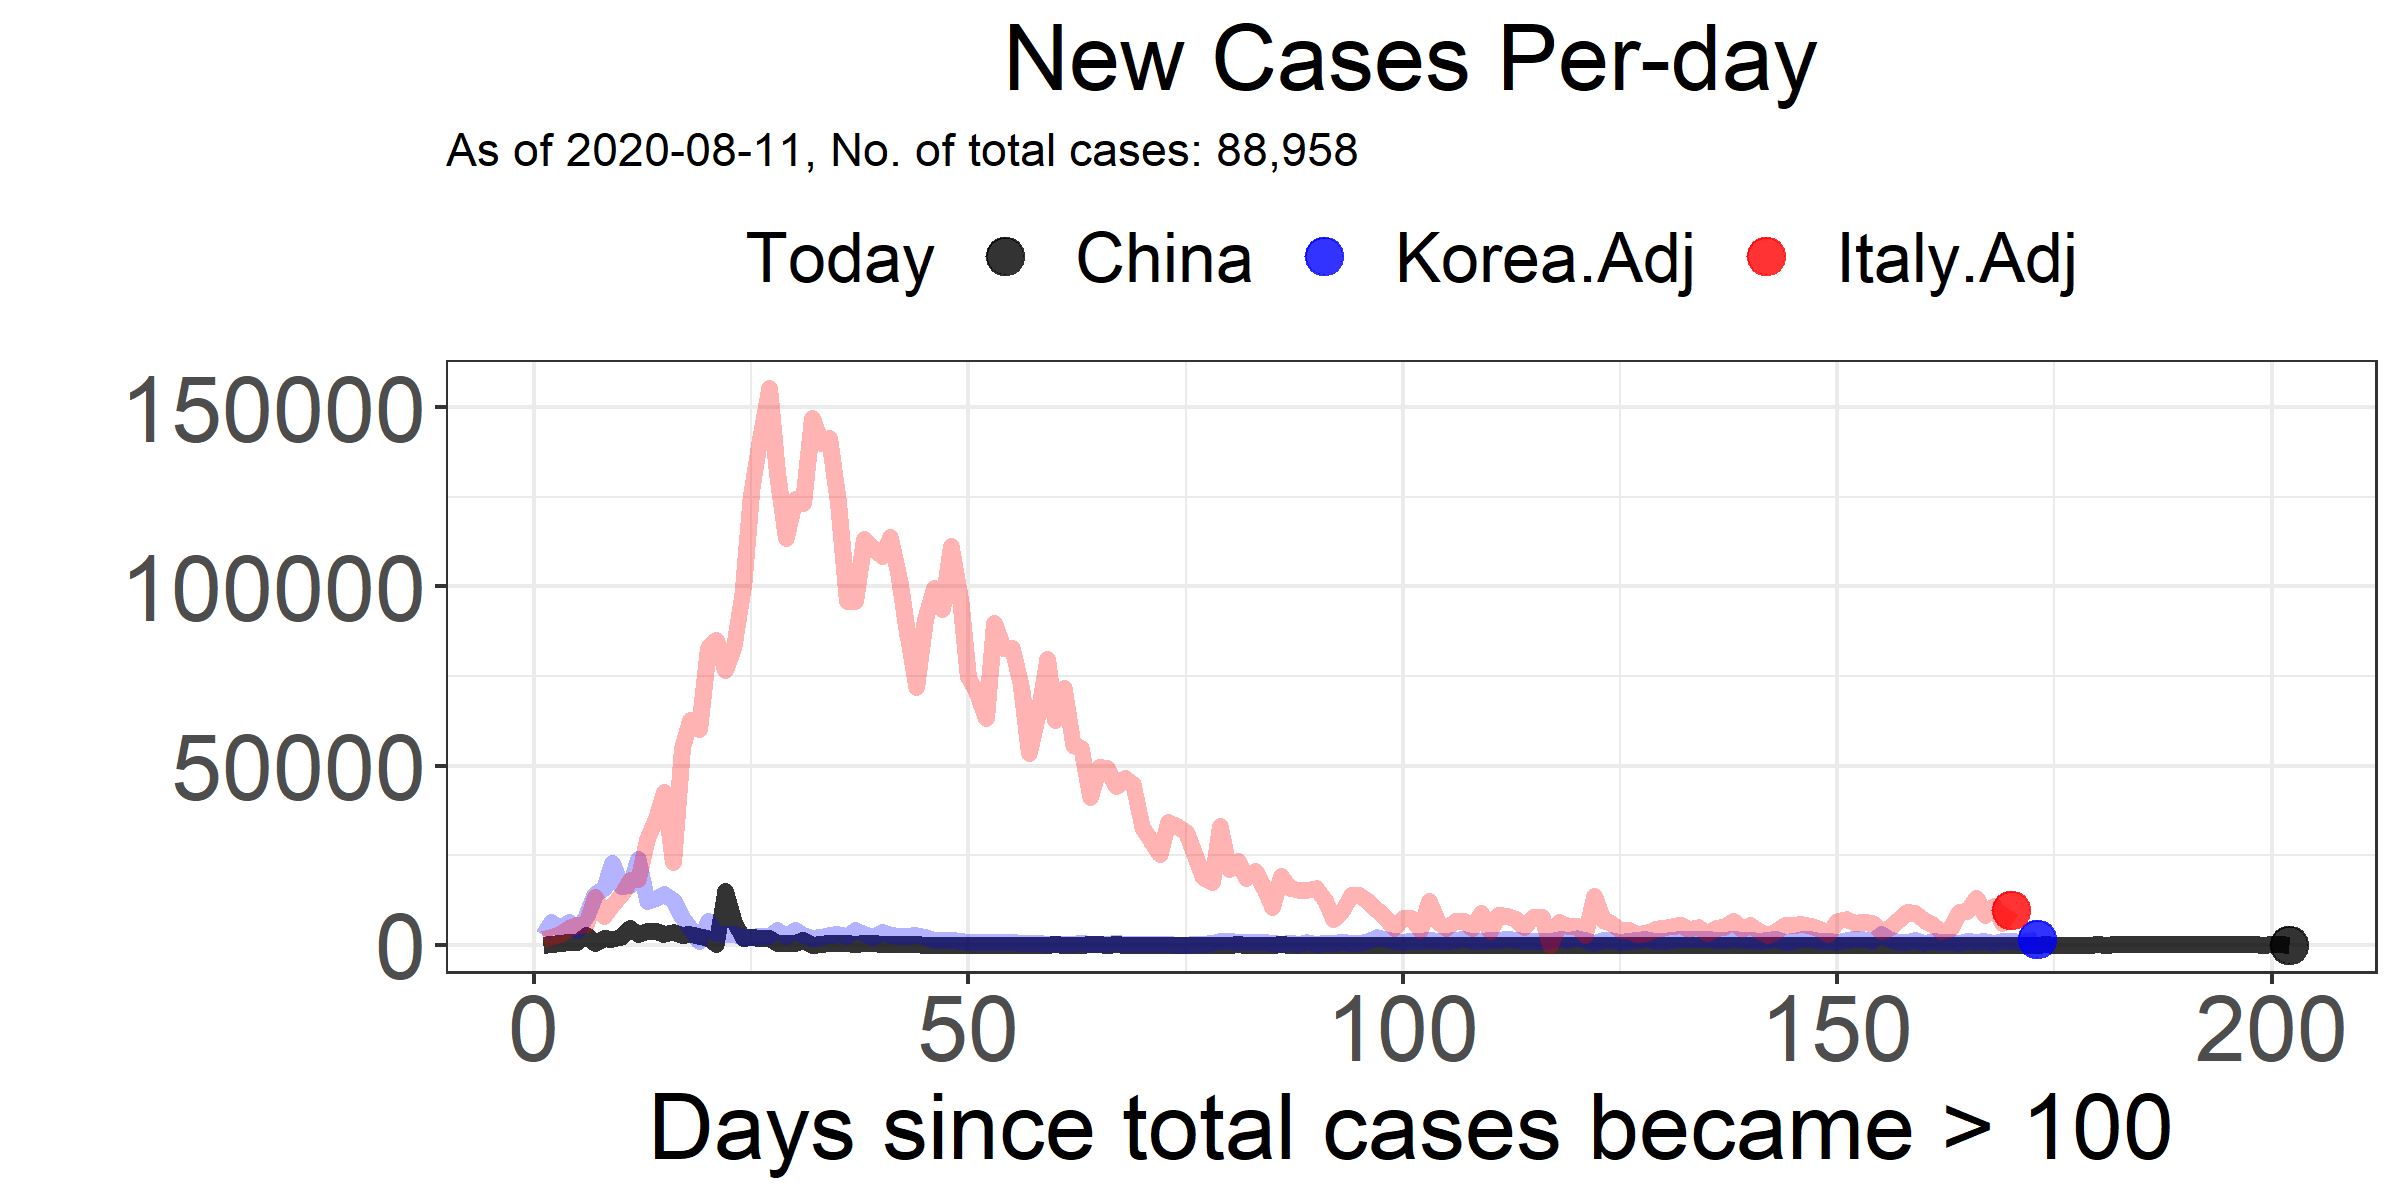 New Cases Per-day
As of 2020-08-11, No. of total cases: 88,958
Today China Korea.Adj Italy.Adj
150000
100000
50000
0
0 50 100 150 200
Days since total cases became > 100